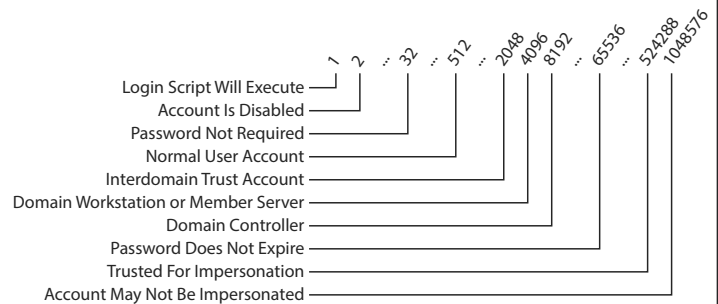 1 2 ... 32 ... 512 ... 2048 4096 8192 ... 65536 ... 524288 1048576
Login Script Will Execute
Account Is Disabled
Password Not Required
Normal User Account
Interdomain Trust Account
Domain Workstation or Member Server
Domain Controller
Password Does Not Expire
Trusted For Impersonation
Account May Not Be Impersonated